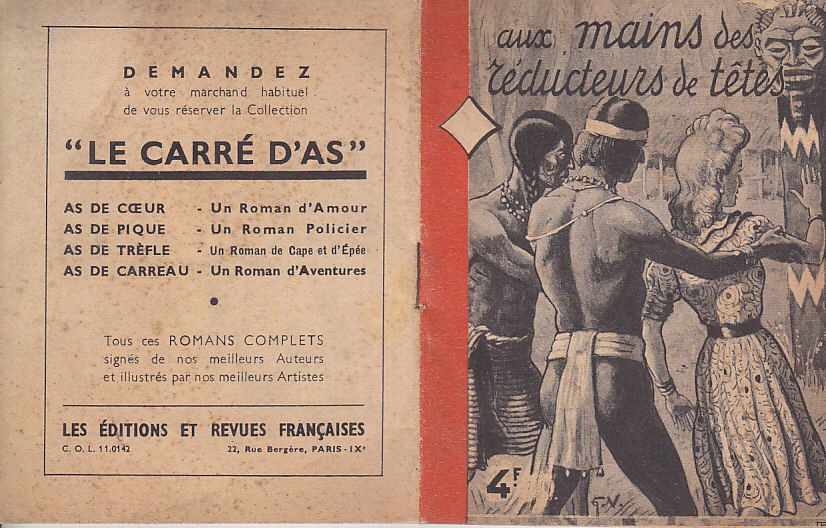 DEMANDEZ
à votre marchand habituel
de vous réserver la Collection
"LE CARRÉ D'AS"
AS DE CŒUR - Un Roman d'Amour
AS DE PIQUE - Un Roman Policier
AS DE TRÈFLE - Un Roman de Cape et d'Épée
AS DE CARREAU - Un Roman d'Aventures
Tous ces ROMANS COMPLETS
signés de nos meilleurs Auteurs
et illustrés par nos meilleurs Artistes
LES ÉDITIONS ET REVUES FRANÇAISES
C. O. L. 11.0142 22, Rue Bergère, PARIS-IXe
aux mains des
réducteurs de têtes
4F.